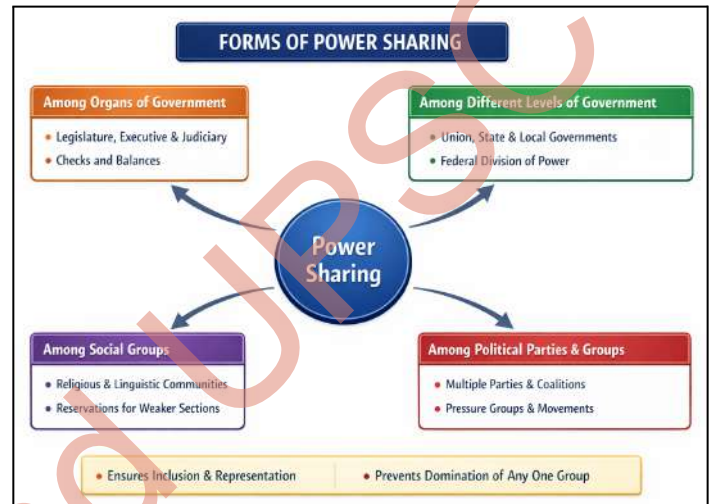 FORMS OF POWER SHARING
Among Organs of Government
• Legislature, Executive & Judiciary
• Checks and Balances
Among Different Levels of Government
• Union, State & Local Governments
• Federal Division of Power
Power
Sharing
Among Social Groups
• Religious & Linguistic Communities
• Reservations for Weaker Sections
Among Political Parties & Groups
• Multiple Parties & Coalitions
• Pressure Groups & Movements
• Ensures Inclusion & Representation
• Prevents Domination of Any One Group
d UPSC